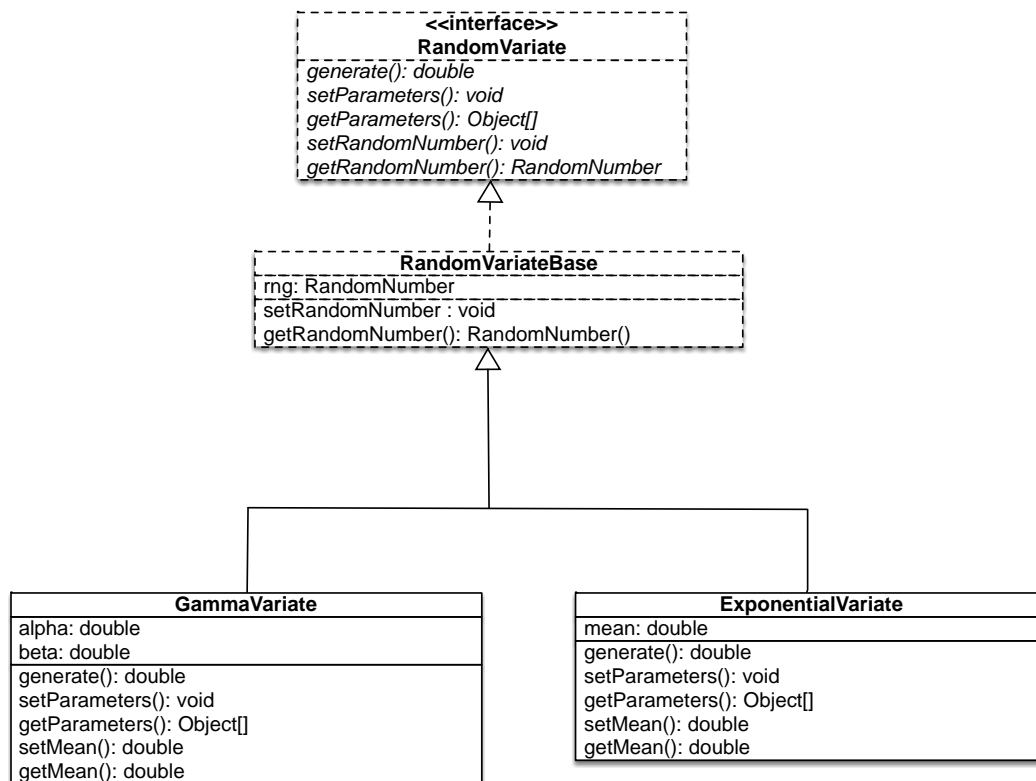 <<interface>>
RandomVariate
generate(): double
setParameters(): void
getParameters(): Object[]
setRandomNumber(): void
getRandomNumber(): RandomNumber
RandomVariateBase
rng: RandomNumber
setRandomNumber : void
getRandomNumber(): RandomNumber()
GammaVariate
alpha: double
beta: double
generate(): double
setParameters(): void
getParameters(): Object[]
setMean(): double
getMean(): double
ExponentialVariate
mean: double
generate(): double
setParameters(): void
getParameters(): Object[]
setMean(): double
getMean(): double